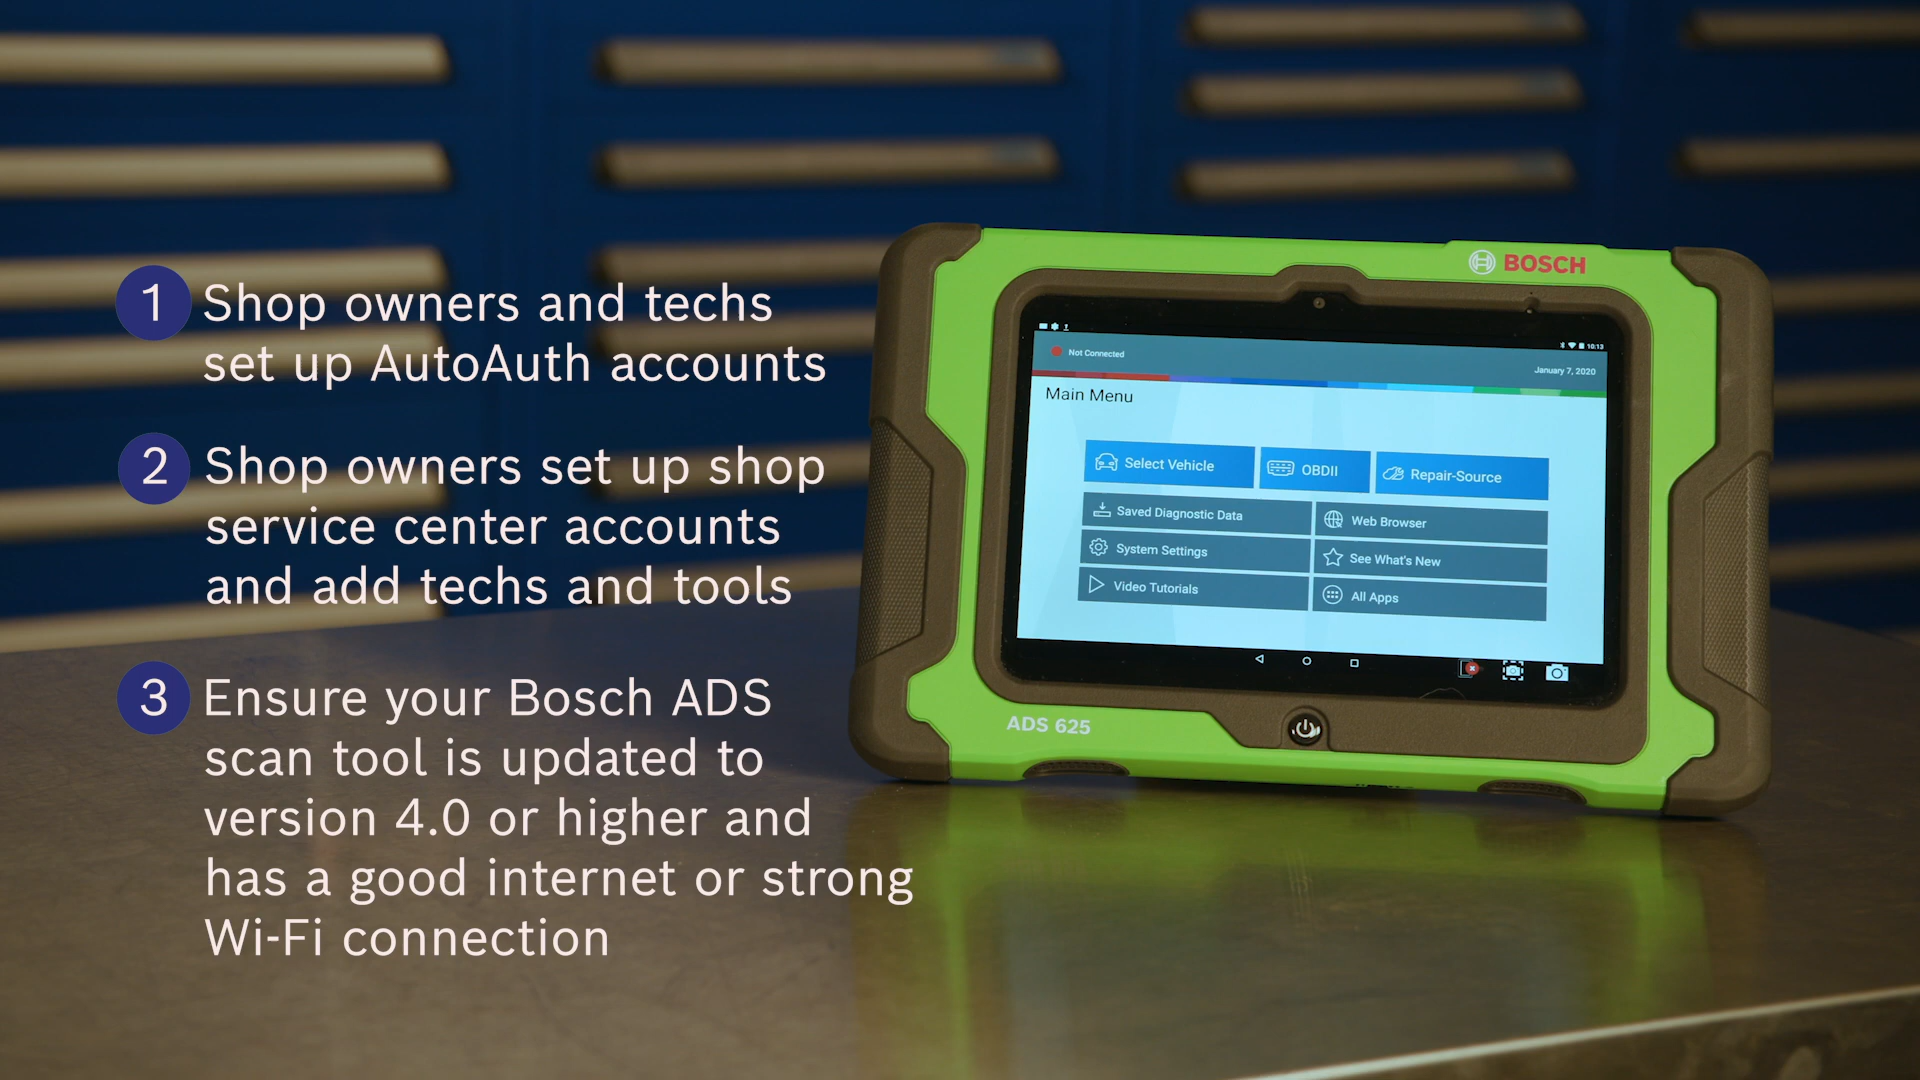 1 Shop owners and techs
set up AutoAuth accounts
2 Shop owners set up shop
service center accounts
and add techs and tools
3 Ensure your Bosch ADS
scan tool is updated to
version 4.0 or higher and
has a good internet or strong
Wi-Fi connection
BOSCH
10:13
Not Connected
January 7, 2020
Main Menu
Select Vehicle
OBDII
Repair-Source
Saved Diagnostic Data
Web Browser
System Settings
See What's New
Video Tutorials
All Apps
ADS 625